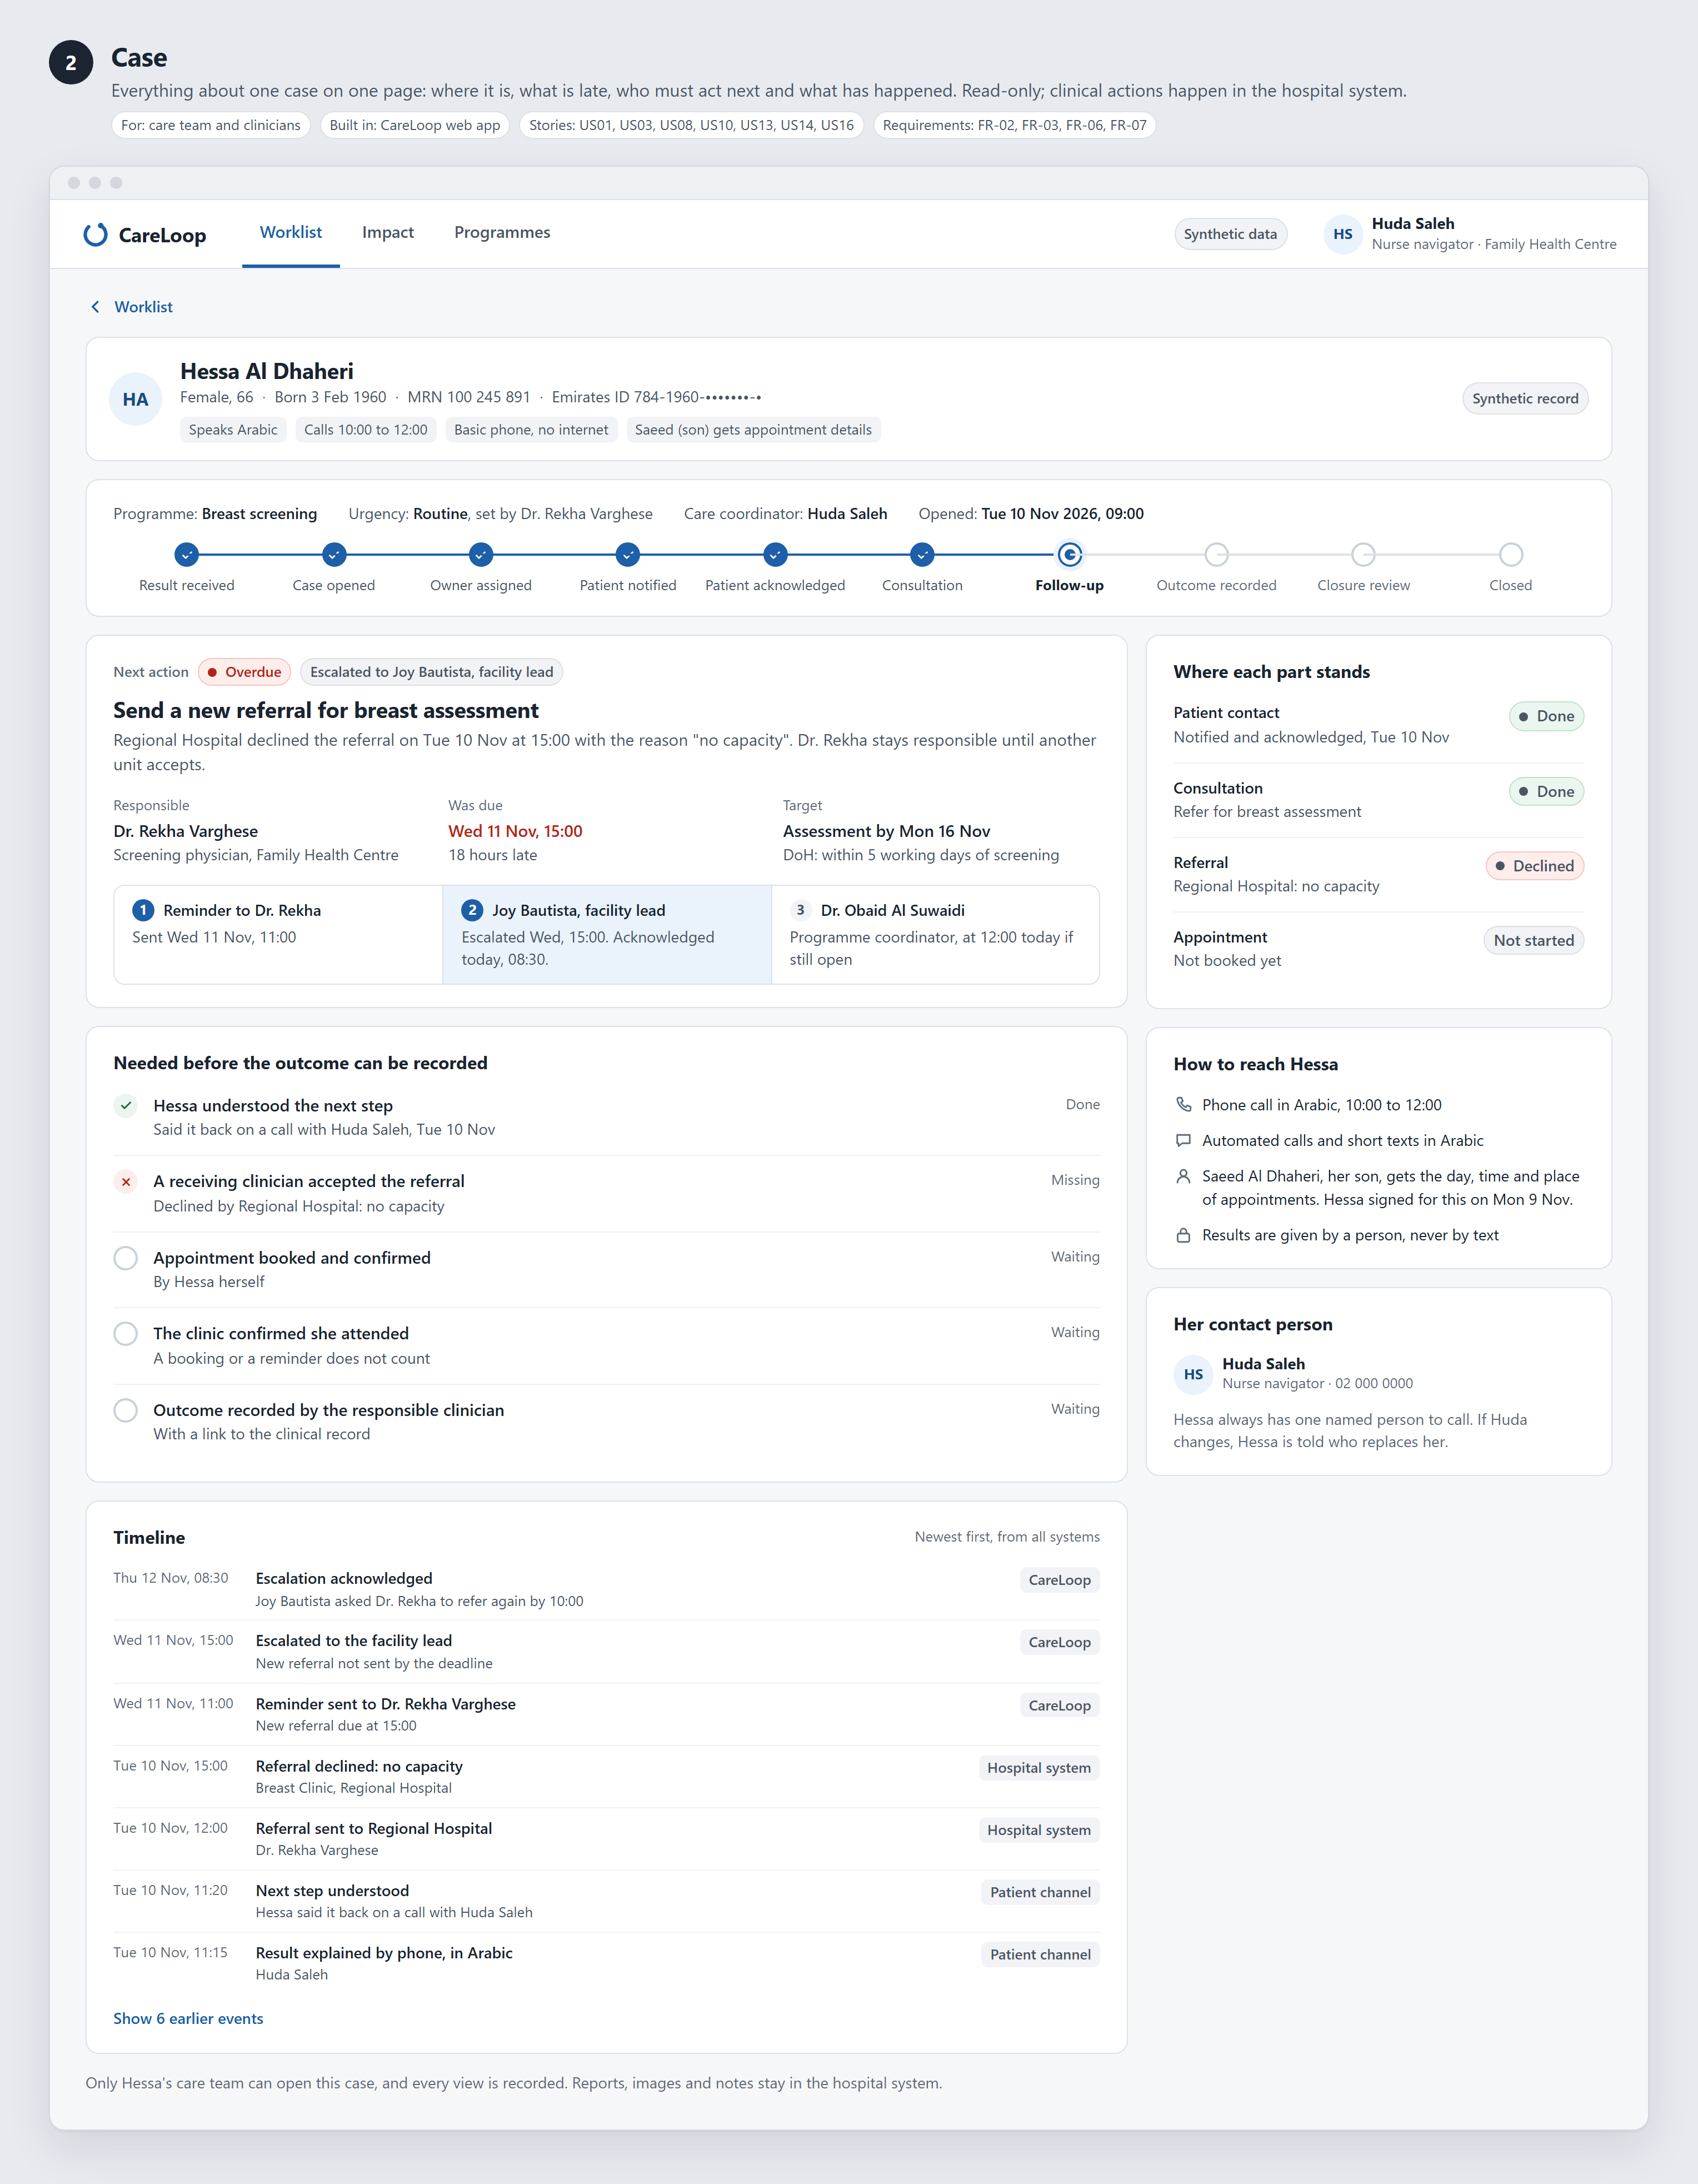 2
Case
Everything about one case on one page: where it is, what is late, who must act next and what has happened. Read-only; clinical actions happen in the hospital system.
For: care team and clinicians
Built in: CareLoop web app
Stories: US01, US03, US08, US10, US13, US14, US16
Requirements: FR-02, FR-03, FR-06, FR-07
CareLoop
Worklist
Impact
Programmes
Synthetic data
HS
Huda Saleh
Nurse navigator · Family Health Centre
Worklist
HA
Hessa Al Dhaheri
Female, 66 · Born 3 Feb 1960 · MRN 100 245 891 · Emirates ID 784-1960-•••••••-•
Speaks Arabic
Calls 10:00 to 12:00
Basic phone, no internet
Saeed (son) gets appointment details
Synthetic record
Programme: Breast screening
Urgency: Routine, set by Dr. Rekha Varghese
Care coordinator: Huda Saleh
Opened: Tue 10 Nov 2026, 09:00
Result received
Case opened
Owner assigned
Patient notified
Patient acknowledged
Consultation
Follow-up
Outcome recorded
Closure review
Closed
Next action
Overdue
Escalated to Joy Bautista, facility lead
Send a new referral for breast assessment
Regional Hospital declined the referral on Tue 10 Nov at 15:00 with the reason "no capacity". Dr. Rekha stays responsible until another
unit accepts.
Responsible
Dr. Rekha Varghese
Screening physician, Family Health Centre
Was due
Wed 11 Nov, 15:00
18 hours late
Target
Assessment by Mon 16 Nov
DoH: within 5 working days of screening
1
Reminder to Dr. Rekha
Sent Wed 11 Nov, 11:00
2
Joy Bautista, facility lead
Escalated Wed, 15:00. Acknowledged
today, 08:30.
3
Dr. Obaid Al Suwaidi
Programme coordinator, at 12:00 today if
still open
Where each part stands
Patient contact
Notified and acknowledged, Tue 10 Nov
Done
Consultation
Refer for breast assessment
Done
Referral
Regional Hospital: no capacity
Declined
Appointment
Not booked yet
Not started
Needed before the outcome can be recorded
Hessa understood the next step
Said it back on a call with Huda Saleh, Tue 10 Nov
Done
A receiving clinician accepted the referral
Declined by Regional Hospital: no capacity
Missing
Appointment booked and confirmed
By Hessa herself
Waiting
The clinic confirmed she attended
A booking or a reminder does not count
Waiting
Outcome recorded by the responsible clinician
With a link to the clinical record
Waiting
How to reach Hessa
Phone call in Arabic, 10:00 to 12:00
Automated calls and short texts in Arabic
Saeed Al Dhaheri, her son, gets the day, time and place
of appointments. Hessa signed for this on Mon 9 Nov.
Results are given by a person, never by text
Her contact person
HS
Huda Saleh
Nurse navigator · 02 000 0000
Hessa always has one named person to call. If Huda
changes, Hessa is told who replaces her.
Timeline
Newest first, from all systems
Thu 12 Nov, 08:30
Escalation acknowledged
Joy Bautista asked Dr. Rekha to refer again by 10:00
CareLoop
Wed 11 Nov, 15:00
Escalated to the facility lead
New referral not sent by the deadline
CareLoop
Wed 11 Nov, 11:00
Reminder sent to Dr. Rekha Varghese
New referral due at 15:00
CareLoop
Tue 10 Nov, 15:00
Referral declined: no capacity
Breast Clinic, Regional Hospital
Hospital system
Tue 10 Nov, 12:00
Referral sent to Regional Hospital
Dr. Rekha Varghese
Hospital system
Tue 10 Nov, 11:20
Next step understood
Hessa said it back on a call with Huda Saleh
Patient channel
Tue 10 Nov, 11:15
Result explained by phone, in Arabic
Huda Saleh
Patient channel
Show 6 earlier events
Only Hessa's care team can open this case, and every view is recorded. Reports, images and notes stay in the hospital system.